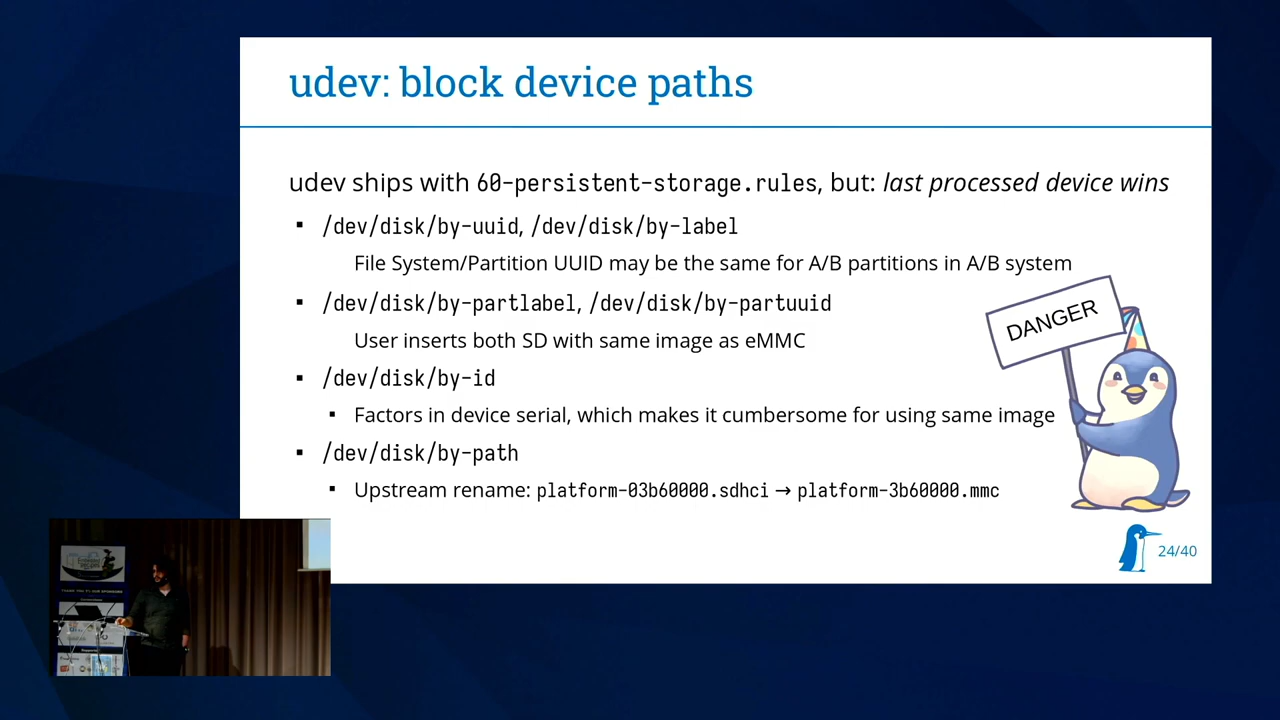 udev: block device paths
udev ships with 60-persistent-storage.rules, but: last processed device wins
▪ /dev/disk/by-uuid, /dev/disk/by-label
File System/Partition UUID may be the same for A/B partitions in A/B system
▪ /dev/disk/by-partlabel, /dev/disk/by-partuuid
User inserts both SD with same image as eMMC
▪ /dev/disk/by-id
▪ Factors in device serial, which makes it cumbersome for using same image
▪ /dev/disk/by-path
▪ Upstream rename: platform-03b60000.sdhci → platform-3b60000.mmc
DANGER
24/40